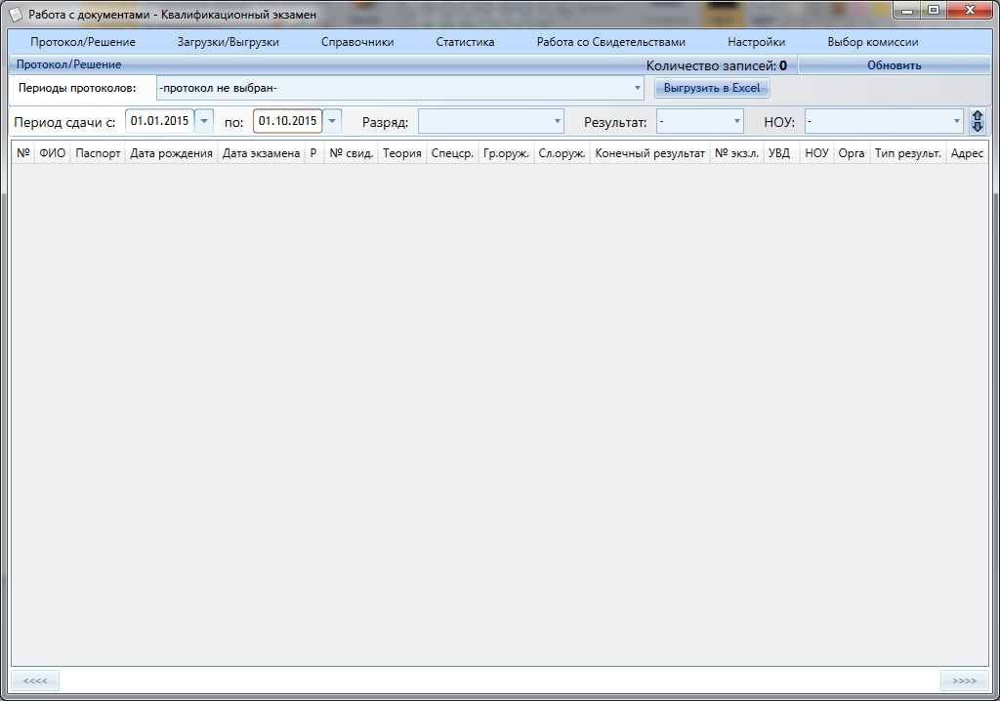 Работа с документами - Квалификационный экзамен
Протокол/Решение Загрузки/Выгрузки Справочники Статистика Работа со Свидетельствами Настройки Выбор комиссии
Протокол/Решение Количество записей: 0 Обновить
Периоды протоколов: -протокол не выбран- Выгрузить в Excel
Период сдачи с: 01.01.2015 по: 01.10.2015 Разряд: Результат: - НОУ: -
№ ФИО Паспорт Дата рождения Дата экзамена Р № свид. Теория Спецср. Гр.оруж. Сл.оруж. Конечный результат № экз.л. УВД НОУ Орга Тип результ. Адрес
<<<< >>>>